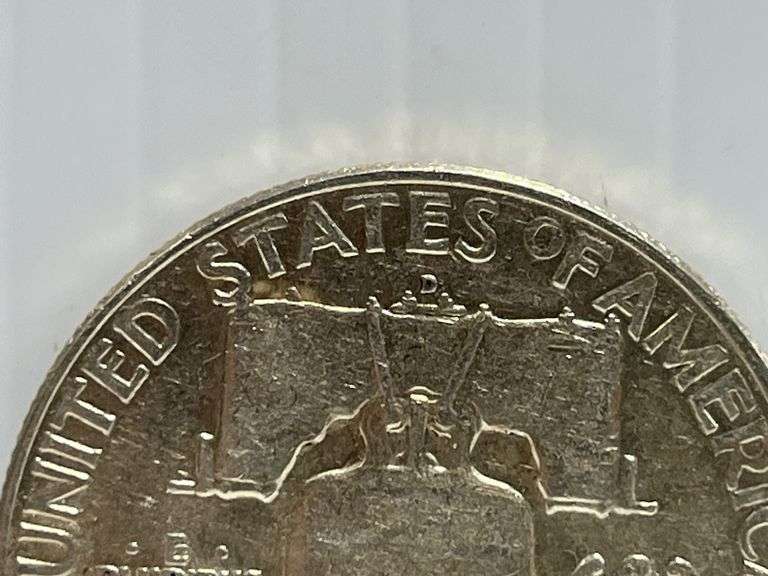 UNITED STATES OF AMERICA
D